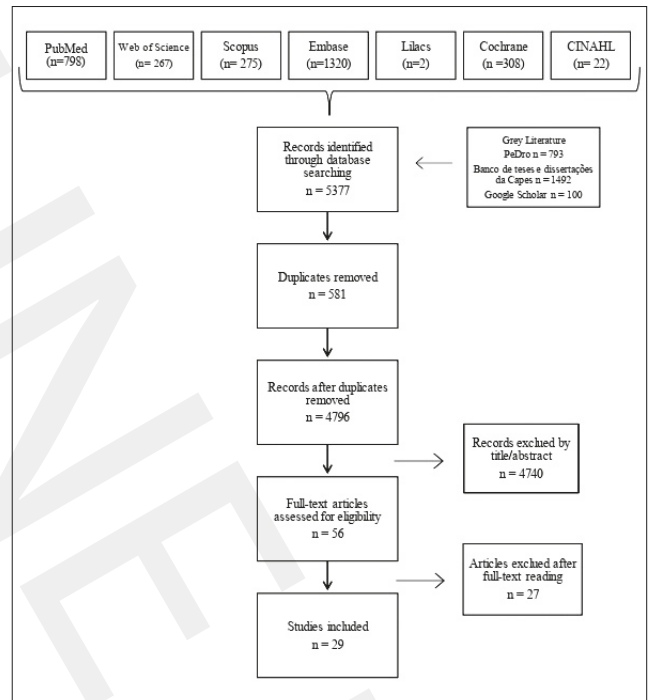 PubMed
(n=798)
Web of Science
(n= 267)
Scopus
(n= 275)
Embase
(n=1320)
Lilacs
(n=2)
Cochrane
(n =308)
CINAHL
(n= 22)
Records identified
through database
searching
n = 5377
Grey Literature
PeDro n = 793
Banco de teses e dissertações
da Capes n = 1492
Google Scholar n = 100
Duplicates removed
n = 581
Records after duplicates
removed
n = 4796
Records exclued by
title/abstract
n = 4740
Full-text articles
assessed for eligibility
n = 56
Articles exclued after
full-text reading
n = 27
Studies included
n = 29